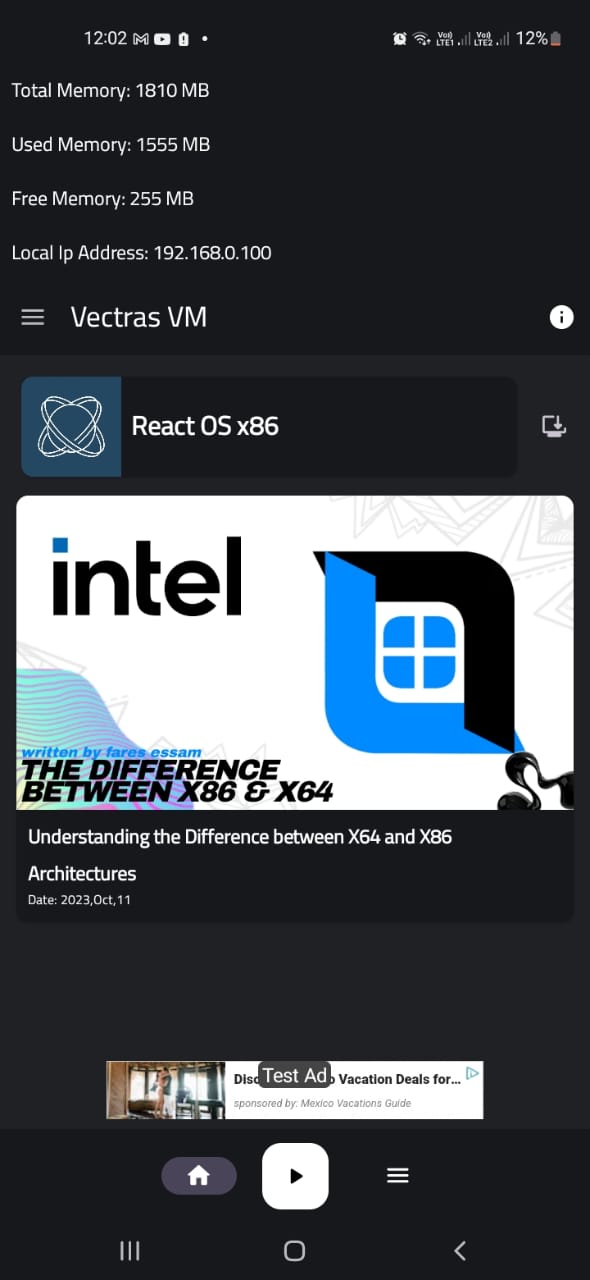 12:02
Vo)) LTE1
Vo)) LTE2
12%
Total Memory: 1810 MB
Used Memory: 1555 MB
Free Memory: 255 MB
Local Ip Address: 192.168.0.100
Vectras VM
React OS x86
intel
written by fares essam
THE DIFFERENCE
BETWEEN X86 & X64
Understanding the Difference between X64 and X86
Architectures
Date: 2023,Oct,11
Test Ad
Vacation Deals for...
sponsored by: Mexico Vacations Guide